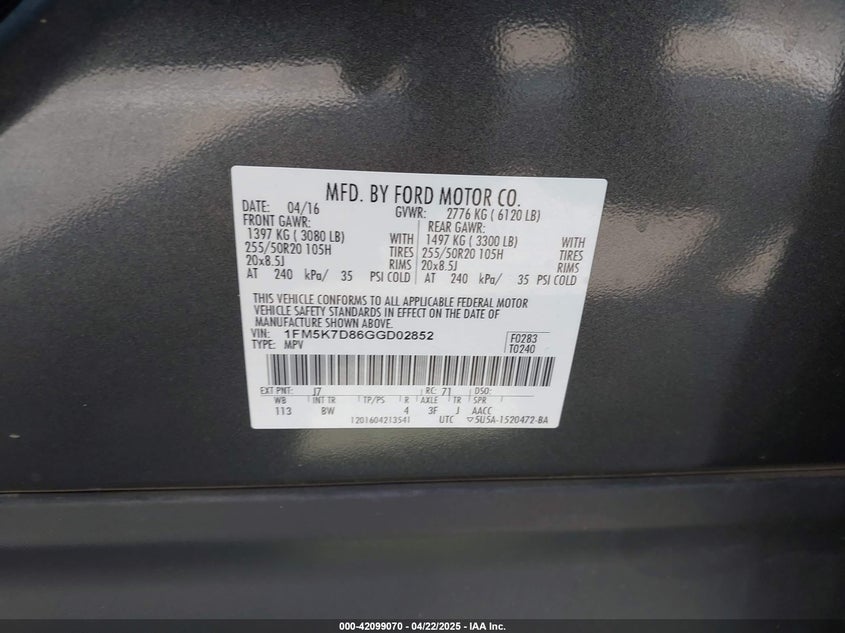 MFD. BY FORD MOTOR CO.
DATE: 04/16 GVWR: 2776 KG ( 6120 LB)
FRONT GAWR: REAR GAWR:
1397 KG ( 3080 LB) WITH 1497 KG ( 3300 LB) WITH
255/50R20 105H TIRES 255/50R20 105H TIRES
20x8.5J RIMS 20x8.5J RIMS
AT 240 kPa/ 35 PSI COLD AT 240 kPa/ 35 PSI COLD
THIS VEHICLE CONFORMS TO ALL APPLICABLE FEDERAL MOTOR
VEHICLE SAFETY STANDARDS IN EFFECT ON THE DATE OF
MANUFACTURE SHOWN ABOVE.
VIN: 1FM5K7D86GGD02852 F0283
TYPE: MPV T0240
EXT PNT: J7 RC: 71 DSO:
WB INT TR TP/PS R AXLE TR SPR
113 BW 4 3F J AACC
1201604213541 UTC ▽5U5A-1520472-BA
000-42099070 - 04/22/2025 - IAA Inc.